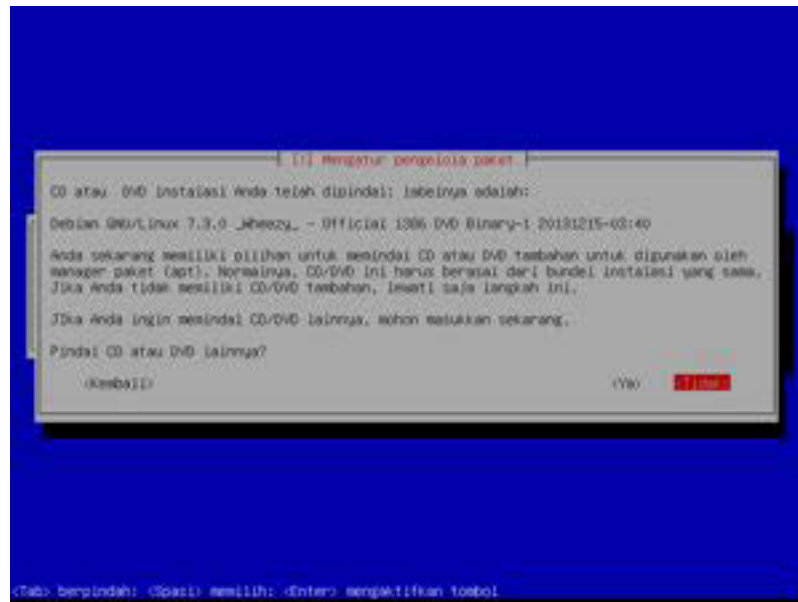 [!] Mengatur pengelola paket
CD atau DVD instalasi Anda telah dipindai; labelnya adalah:
Debian GNU/Linux 7.3.0 _Wheezy_ - Official i386 DVD Binary-1 20131215-03:40
Anda sekarang memiliki pilihan untuk memindai CD atau DVD tambahan untuk digunakan oleh
manager paket (apt). Normalnya, CD/DVD ini harus berasal dari bundel instalasi yang sama.
Jika Anda tidak memiliki CD/DVD tambahan, lewati saja langkah ini.
JIka Anda ingin memindai CD/DVD lainnya, mohon masukkan sekarang.
Pindai CD atau DVD lainnya?
<Kembali> <Ya> <Tidak>
<Tab> berpindah; <Spasi> memilih; <Enter> mengaktifkan tombol